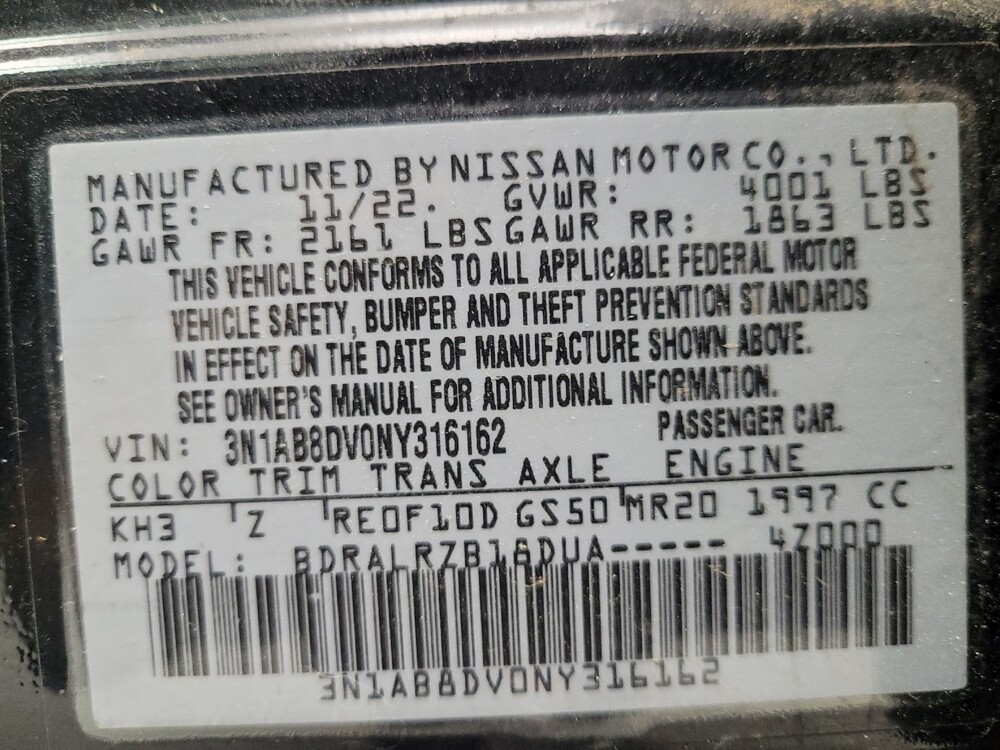 MANUFACTURED BY NISSAN MOTOR CO., LTD.
DATE: 11/22. GVWR: 4001 LBS
GAWR FR: 2161 LBS GAWR RR: 1863 LBS
THIS VEHICLE CONFORMS TO ALL APPLICABLE FEDERAL MOTOR
VEHICLE SAFETY, BUMPER AND THEFT PREVENTION STANDARDS
IN EFFECT ON THE DATE OF MANUFACTURE SHOWN ABOVE.
SEE OWNER'S MANUAL FOR ADDITIONAL INFORMATION.
VIN: 3N1AB8DV0NY316162 PASSENGER CAR.
COLOR TRIM TRANS AXLE ENGINE
KH3 Z RE0F10D GS50 MR20 1997 CC
MODEL: BDRALRZB18DUA----- 4Z000
3N1AB8DV0NY316162